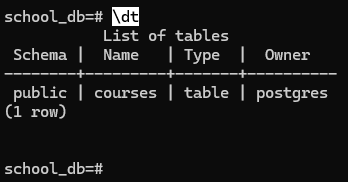 school_db=# \dt
          List of tables
 Schema |  Name   | Type  |  Owner
--------+---------+-------+----------
 public | courses | table | postgres
(1 row)
school_db=#